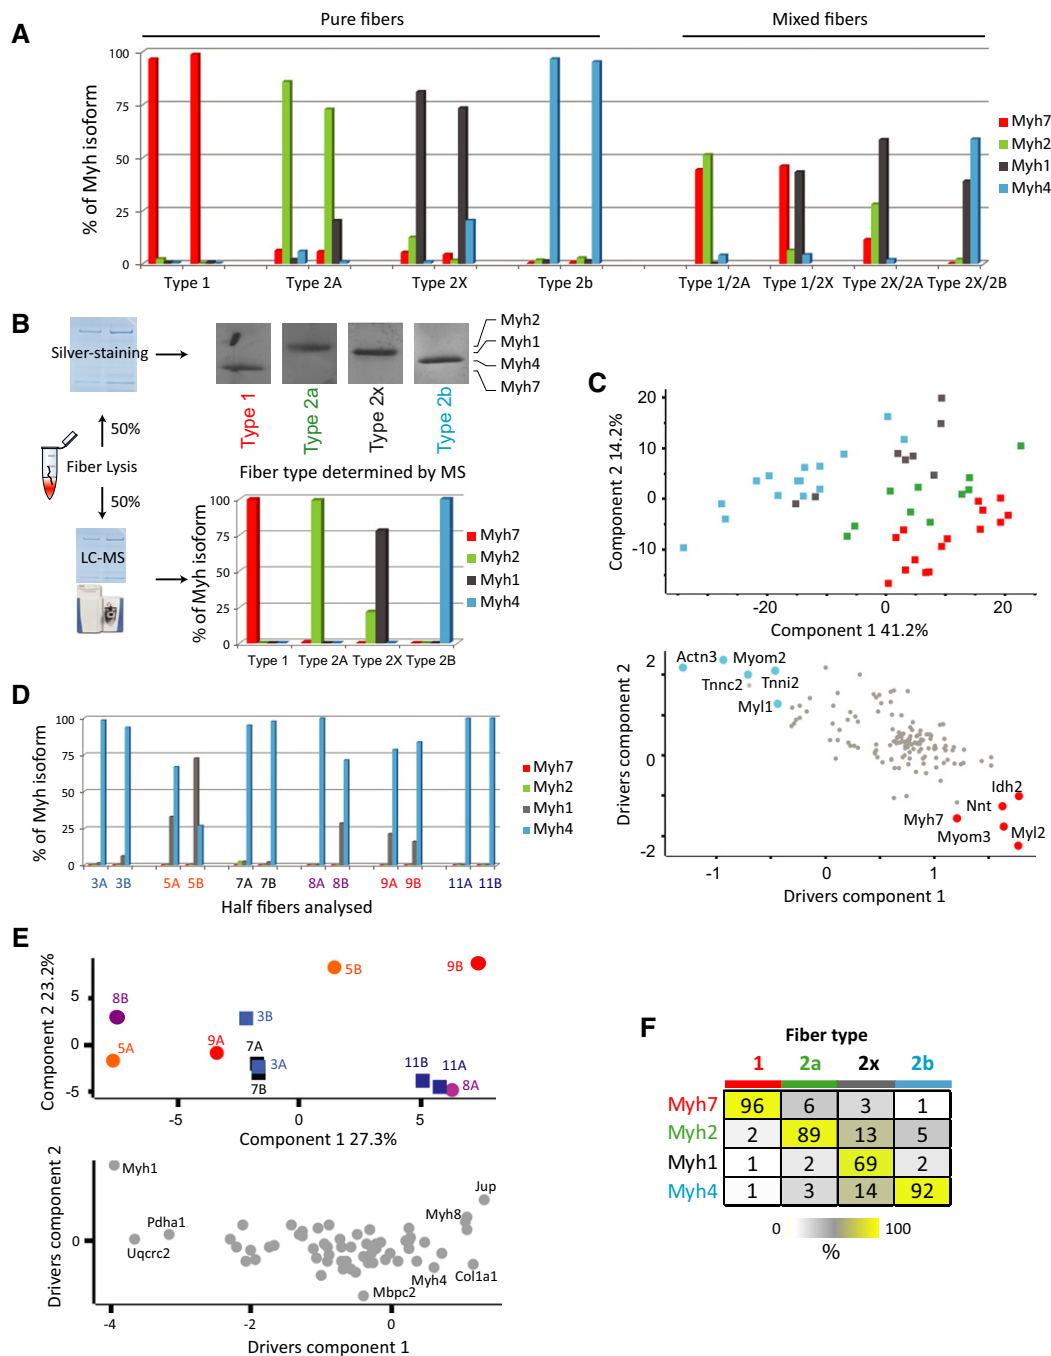 A
Pure fibers
Mixed fibers
% of Myh isoform
100
75
50
25
0
Type 1
Type 2A
Type 2X
Type 2b
Type 1/2A
Type 1/2X
Type 2X/2A
Type 2X/2B
Myh7
Myh2
Myh1
Myh4
B
Silver-staining
50%
Fiber Lysis
50%
LC-MS
Myh2
Myh1
Myh4
Myh7
Type 1
Type 2a
Type 2x
Type 2b
Fiber type determined by MS
% of Myh isoform
100
75
50
25
0
Type 1
Type 2A
Type 2X
Type 2B
Myh7
Myh2
Myh1
Myh4
C
Component 2 14.2%
20
10
0
-10
-20
0
20
Component 1 41.2%
Drivers component 2
2
0
-2
Actn3
Myom2
Tnnc2
Tnni2
Myl1
Idh2
Nnt
Myh7
Myom3
Myl2
-1
0
1
Drivers component 1
D
% of Myh isoform
100
75
50
25
0
3A
3B
5A
5B
7A
7B
8A
8B
9A
9B
11A
11B
Half fibers analysed
Myh7
Myh2
Myh1
Myh4
E
Component 2 23.2%
5
0
-5
5B
9B
8B
3B
5A
9A
7A
3A
7B
11B
11A
8A
-5
0
5
Component 1 27.3%
Drivers component 2
0
Myh1
Jup
Myh8
Pdha1
Uqcrc2
Myh4
Col1a1
Mbpc2
-4
-2
0
Drivers component 1
F
Fiber type
1 2a 2x 2b
Myh7 96 6 3 1
Myh2 2 89 13 5
Myh1 1 2 69 2
Myh4 1 3 14 92
0 100
%